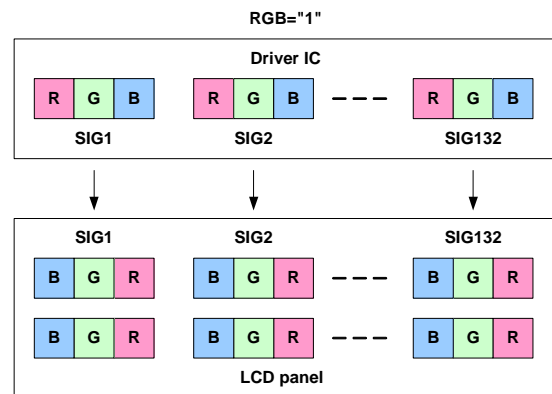 RGB="1"
Driver IC
R G B R G B R G B
SIG1 SIG2 SIG132
SIG1 SIG2 SIG132
B G R B G R B G R
B G R B G R B G R
LCD panel